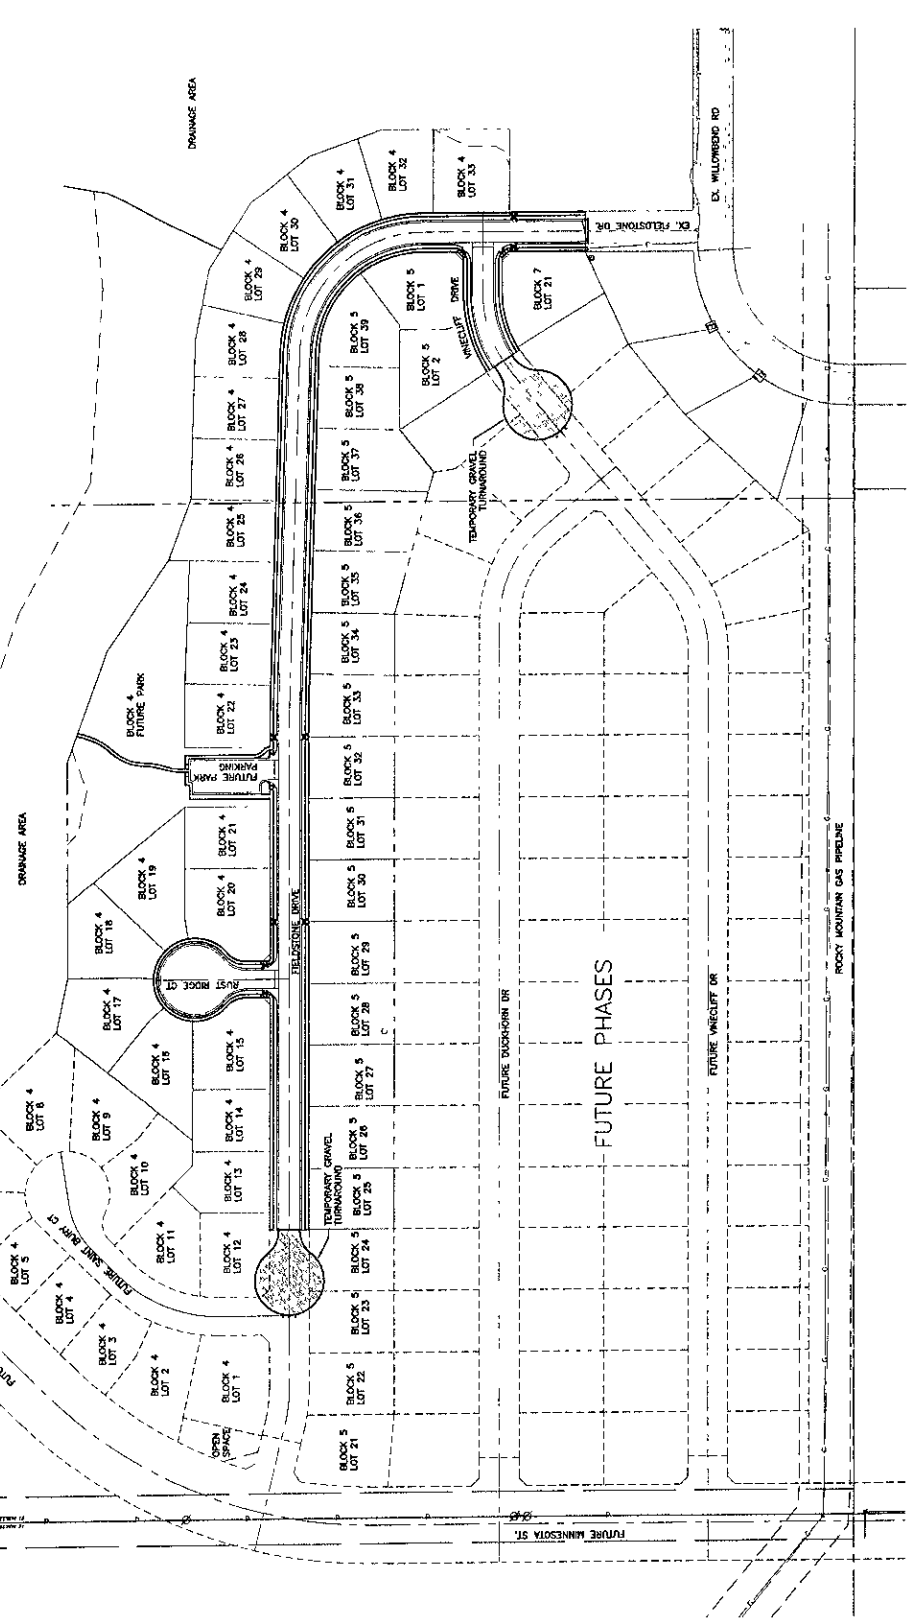 DRAINAGE AREA
EX. WILLOWBEND RD
BLOCK 4
LOT 33
BLOCK 4
LOT 32
BLOCK 4
LOT 31
BLOCK 4
LOT 30
BLOCK 4
LOT 29
BLOCK 4
LOT 28
BLOCK 4
LOT 27
BLOCK 4
LOT 26
BLOCK 4
LOT 25
BLOCK 4
LOT 24
BLOCK 4
LOT 23
BLOCK 4
LOT 22
EX. FIELDSTONE DR.
BLOCK 7
LOT 21
VINECLIFF DRIVE
BLOCK 5
LOT 1
BLOCK 5
LOT 2
BLOCK 5
LOT 39
BLOCK 5
LOT 38
BLOCK 5
LOT 37
BLOCK 5
LOT 36
BLOCK 5
LOT 35
BLOCK 5
LOT 34
BLOCK 5
LOT 33
BLOCK 5
LOT 32
BLOCK 5
LOT 31
BLOCK 5
LOT 30
BLOCK 5
LOT 29
BLOCK 5
LOT 28
BLOCK 5
LOT 27
BLOCK 5
LOT 26
BLOCK 5
LOT 25
BLOCK 5
LOT 24
BLOCK 5
LOT 23
BLOCK 5
LOT 22
BLOCK 5
LOT 21
TEMPORARY GRAVEL
TURNAROUND
BLOCK 4
FUTURE PARK
FUTURE PARK
PARKING
DRAINAGE AREA
BLOCK 4
LOT 21
BLOCK 4
LOT 20
BLOCK 4
LOT 19
BLOCK 4
LOT 18
BLOCK 4
LOT 17
BLOCK 4
LOT 16
BLOCK 4
LOT 15
BLOCK 4
LOT 14
BLOCK 4
LOT 13
BLOCK 4
LOT 12
BLOCK 4
LOT 11
BLOCK 4
LOT 10
BLOCK 4
LOT 9
BLOCK 4
LOT 8
BLOCK 4
LOT 5
BLOCK 4
LOT 4
BLOCK 4
LOT 3
BLOCK 4
LOT 2
BLOCK 4
LOT 1
OPEN
SPACE
RUST RIDGE CT.
FIELDSTONE DRIVE
TEMPORARY GRAVEL
TURNAROUND
FUTURE SAINT BURY CT
FUTURE DUCKHORN DR
FUTURE PHASES
FUTURE VINECLIFF DR
ROCKY MOUNTAIN GAS PIPELINE
FUTURE MINNESOTA ST.